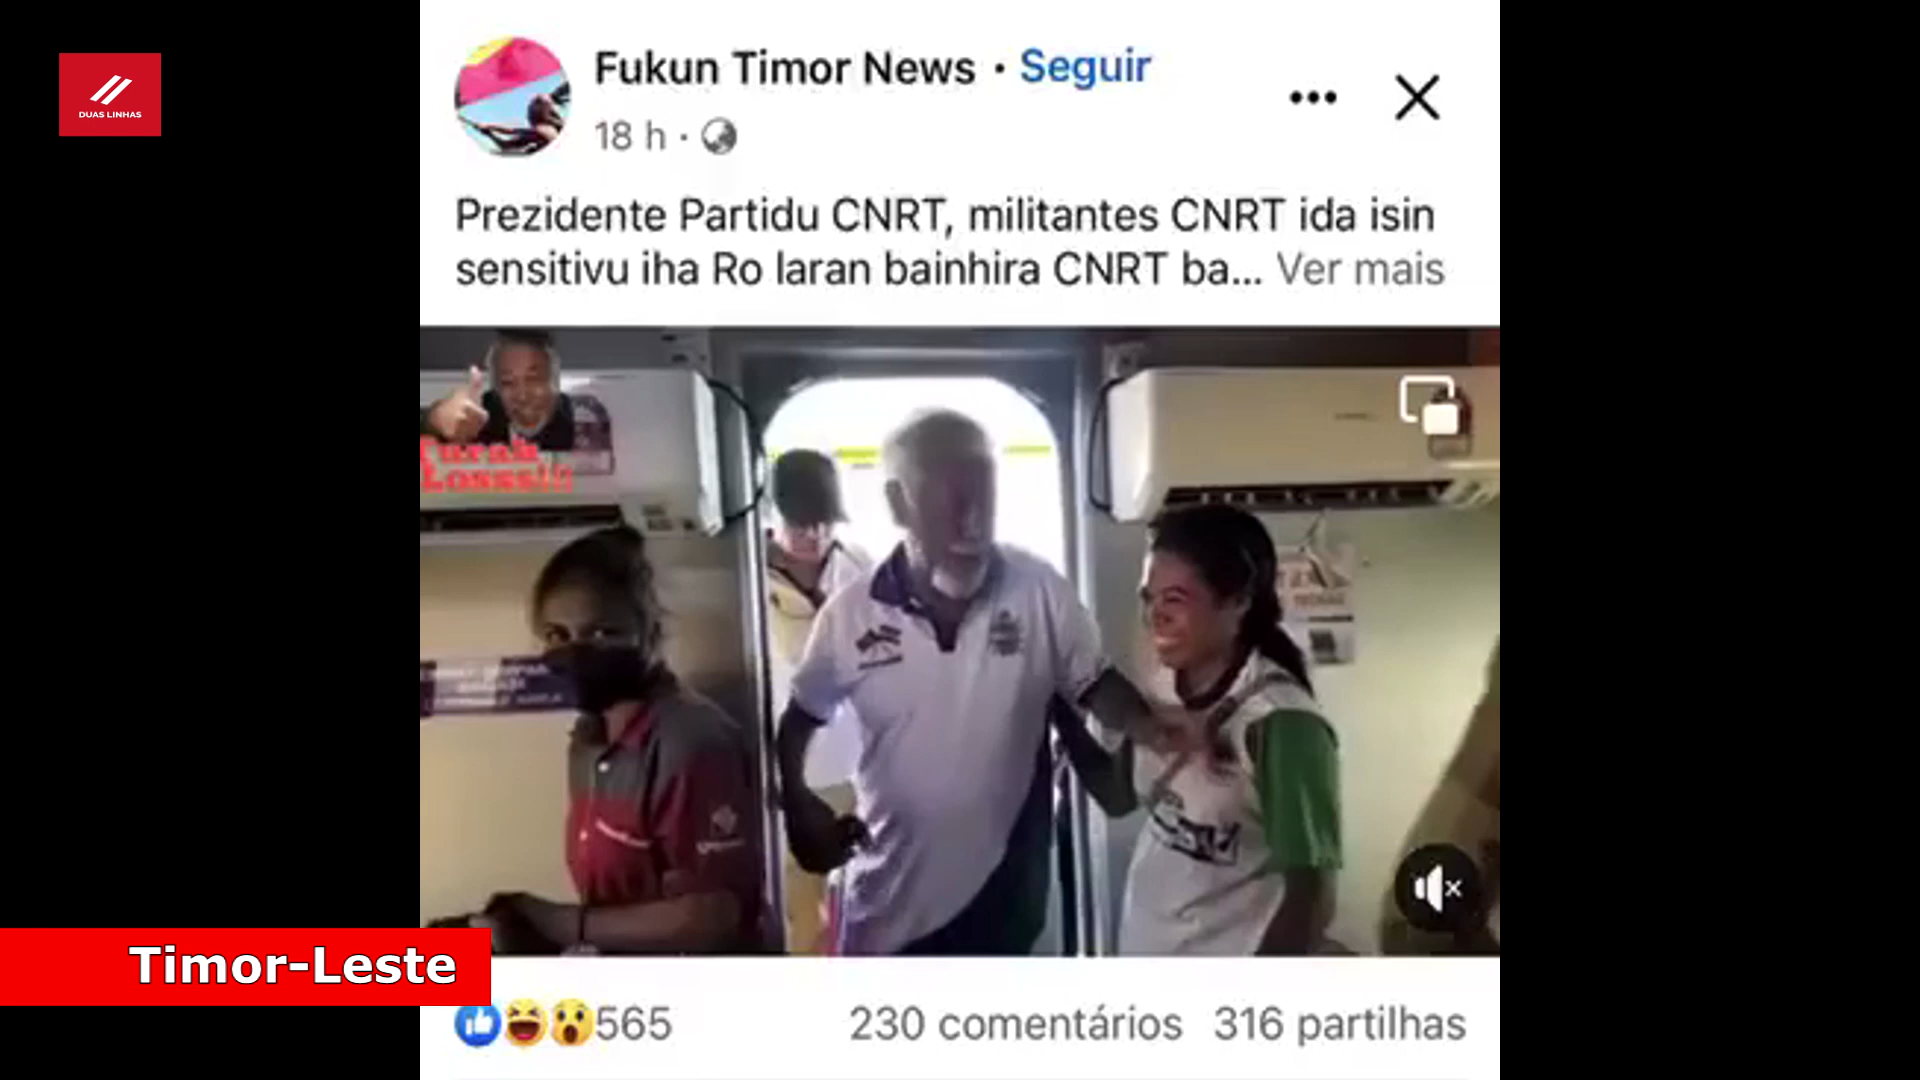 DUAS LINHAS
Fukun Timor News · Seguir
18 h ·
Prezidente Partidu CNRT, militantes CNRT ida isin
sensitivu iha Ro laran bainhira CNRT ba... Ver mais
Losss!!!
Timor-Leste
565
230 comentários
316 partilhas